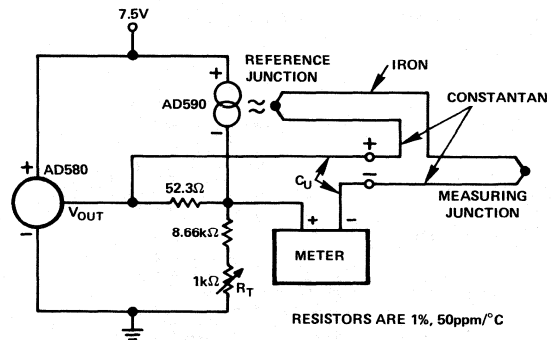 7.5V
REFERENCE
JUNCTION
IRON
+
AD590
≈
CONSTANTAN
−
+
+
AD580
VOUT
−
52.3Ω
CU
−
MEASURING
JUNCTION
8.66kΩ
+ −
METER
1kΩ
RT
RESISTORS ARE 1%, 50ppm/°C